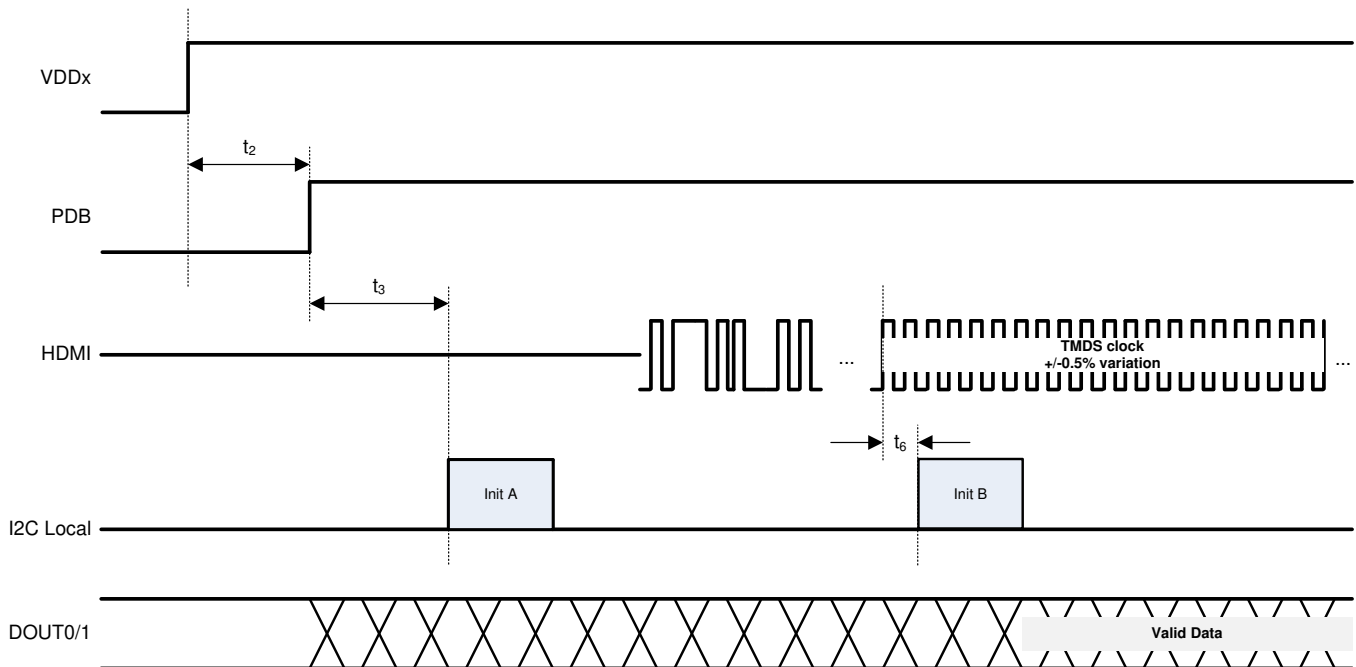 VDDx
t₂
PDB
t₃
HDMI
...
TMDS clock
+/-0.5% variation
...
t₆
Init A
Init B
I2C Local
DOUT0/1
Valid Data